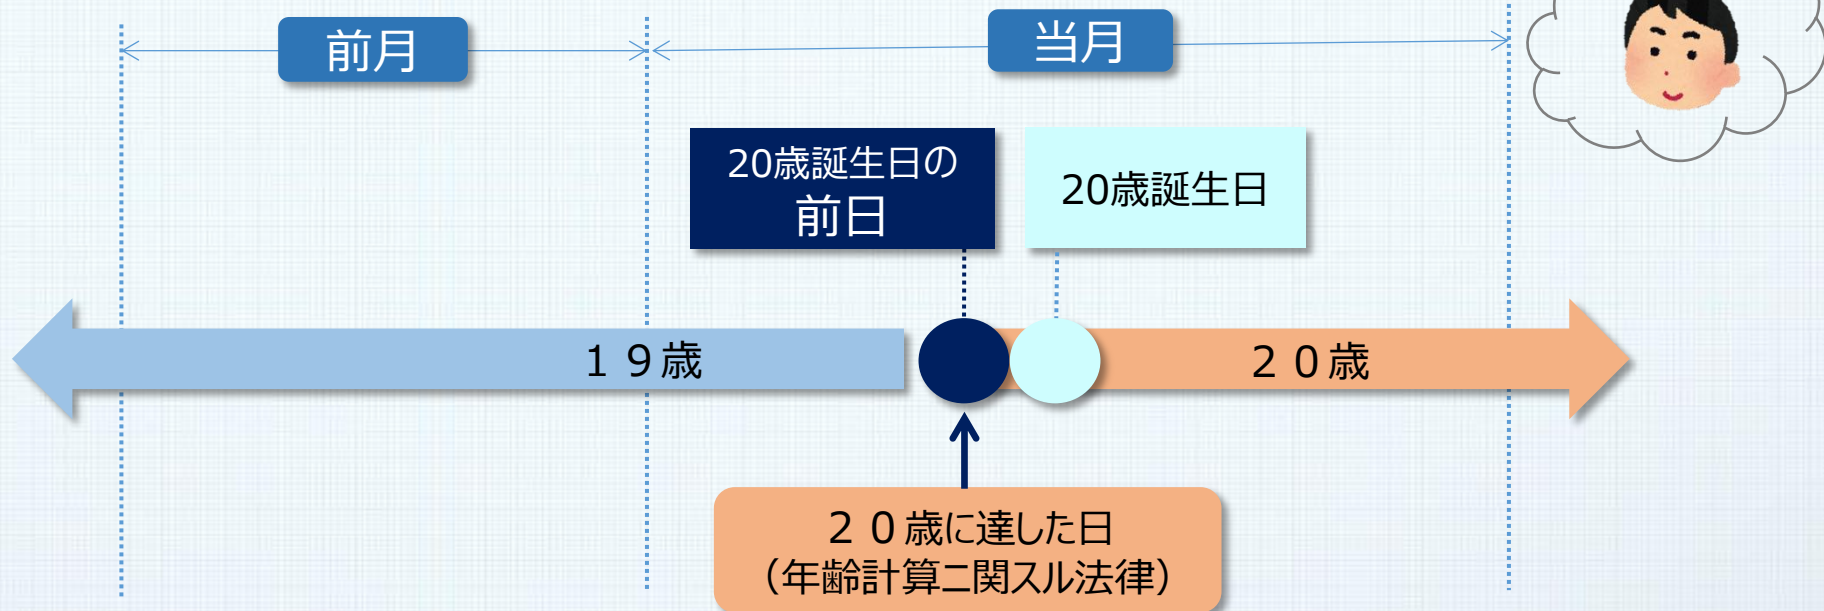 前月
当月
20歳誕生日の
前日
20歳誕生日
１９歳
２０歳
２０歳に達した日
（年齢計算ニ関スル法律）